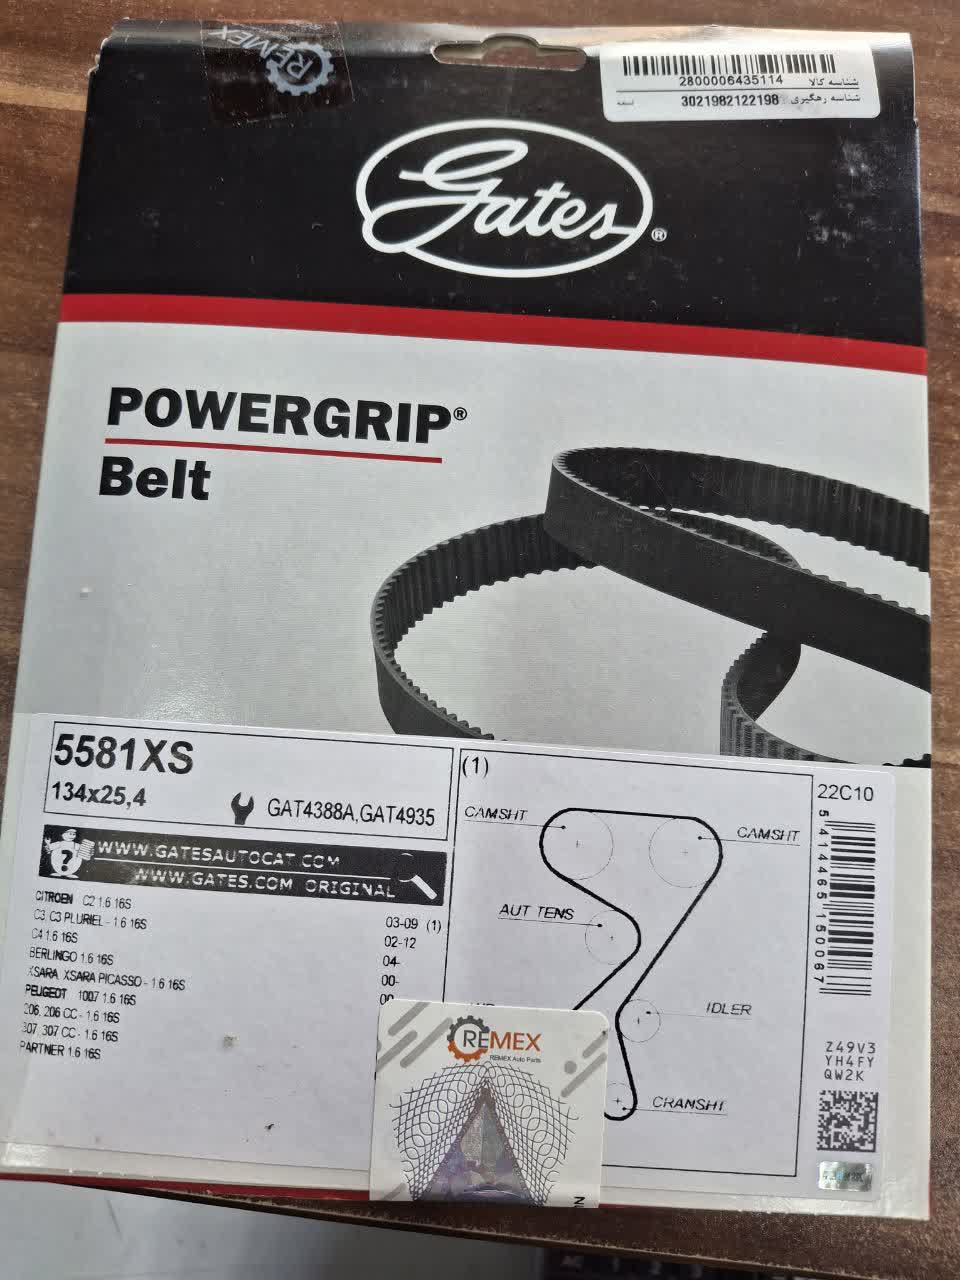 REMEX
2800006435114 شناسه کالا
3021982122198 شناسه رهگیری
Gates®
POWERGRIP®
Belt
5581XS
134x25,4
GAT4388A,GAT4935
WWW.GATESAUTOCAT.COM
WWW.GATES.COM ORIGINAL
CITROEN C2 1.6 16S 03-09 (1)
C3 C3 PLURIEL - 1.6 16S 02-12
C4 1.6 16S 04-
BERLINGO 1.6 16S 00-
XSARA, XSARA PICASSO - 1.6 16S 00
PEUGEOT 1007 1.6 16S
206, 206 CC - 1.6 16S
307, 307 CC - 1.6 16S
PARTNER 1.6 16S
(1)
CAMSHT
CAMSHT
AUT TENS
IDLER
CRANSHT
22C10
5 414465 150067
Z49V3
YH4FY
QW2K
REMEX
REMEX Auto Parts